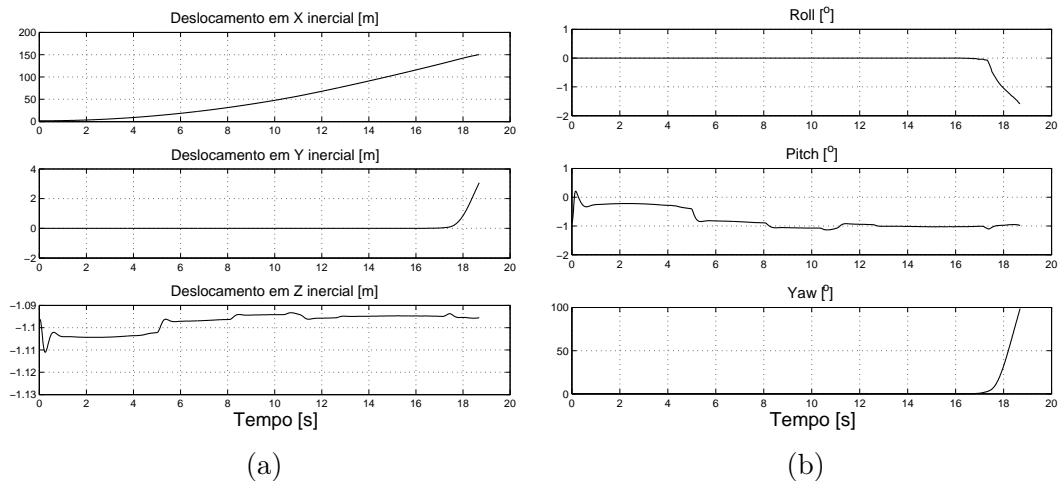 Deslocamento em X inercial [m]
200
150
100
50
0
0 2 4 6 8 10 12 14 16 18 20
Deslocamento em Y inercial [m]
4
2
0
−2
0 2 4 6 8 10 12 14 16 18 20
Deslocamento em Z inercial [m]
−1.09
−1.1
−1.11
−1.12
−1.13
0 2 4 6 8 10 12 14 16 18 20
Tempo [s]
(a)
Roll [º]
1
0
−1
−2
0 2 4 6 8 10 12 14 16 18 20
Pitch [º]
1
0
−1
−2
0 2 4 6 8 10 12 14 16 18 20
Yaw [º]
100
50
0
0 2 4 6 8 10 12 14 16 18 20
Tempo [s]
(b)